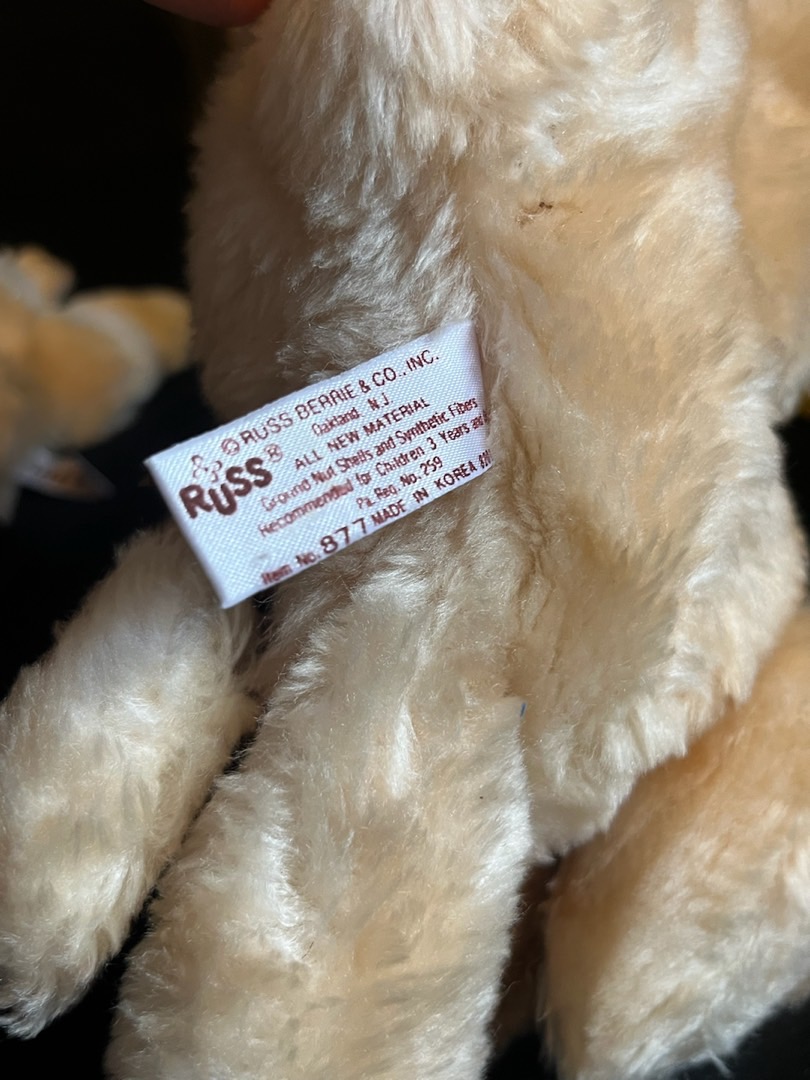 © RUSS BERRIE & CO., INC.
Oakland N.J.
RUSS®
ALL NEW MATERIAL
Ground Nut Shells and Synthetic Fibers
Recommended for Children 3 Years and
Pa. Reg. No. 259
Item No. 877 MADE IN KOREA